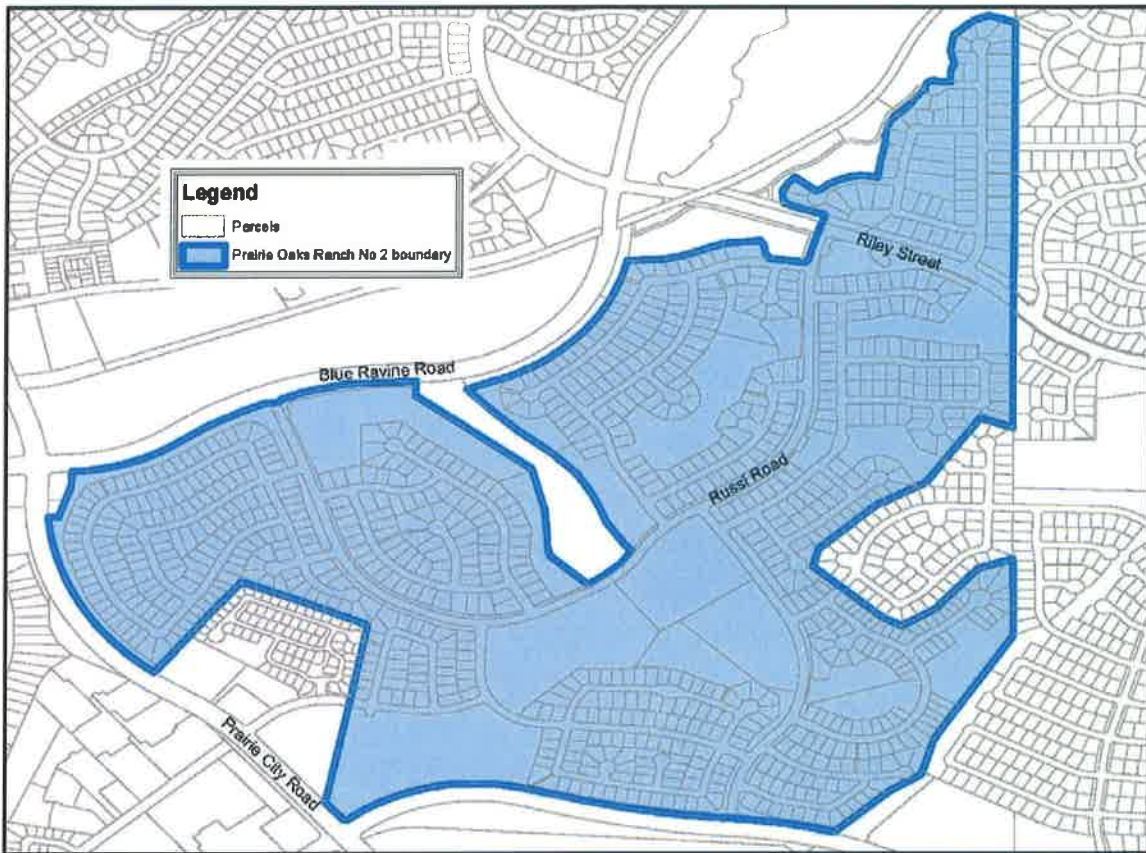 Legend
Parcels
Prairie Oaks Ranch No 2 boundary
Riley Street
Blue Ravine Road
Russi Road
Prairie City Road